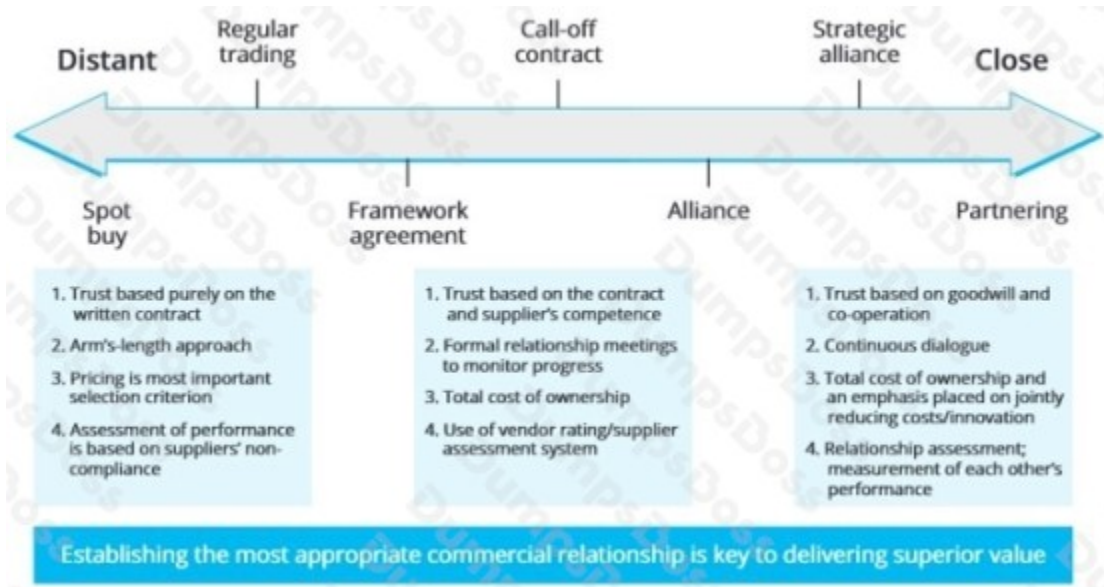 Regular
trading
Call-off
contract
Strategic
alliance
Distant
Close
Spot
buy
Framework
agreement
Alliance
Partnering
1. Trust based purely on the
written contract
2. Arm's-length approach
3. Pricing is most important
selection criterion
4. Assessment of performance
is based on suppliers' non-
compliance
1. Trust based on the contract
and supplier's competence
2. Formal relationship meetings
to monitor progress
3. Total cost of ownership
4. Use of vendor rating/supplier
assessment system
1. Trust based on goodwill and
co-operation
2. Continuous dialogue
3. Total cost of ownership and
an emphasis placed on jointly
reducing costs/innovation
4. Relationship assessment;
measurement of each other's
performance
Establishing the most appropriate commercial relationship is key to delivering superior value
DumpsDoss